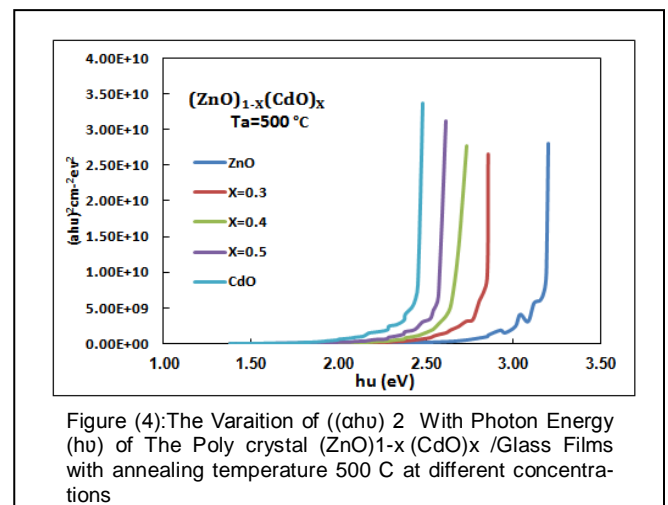 4.00E+10
3.50E+10
3.00E+10
2.50E+10
2.00E+10
1.50E+10
1.00E+10
5.00E+09
0.00E+00
(αhυ)²cm⁻²ev²
(ZnO)₁₋ₓ(CdO)ₓ
Ta=500 °C
ZnO
X=0.3
X=0.4
X=0.5
CdO
1.00 1.50 2.00 2.50 3.00 3.50
hυ (eV)
Figure (4):The Varaition of ((αhυ) 2 With Photon Energy
(hυ) of The Poly crystal (ZnO)1-x (CdO)x /Glass Films
with annealing temperature 500 C at different concentra-
tions